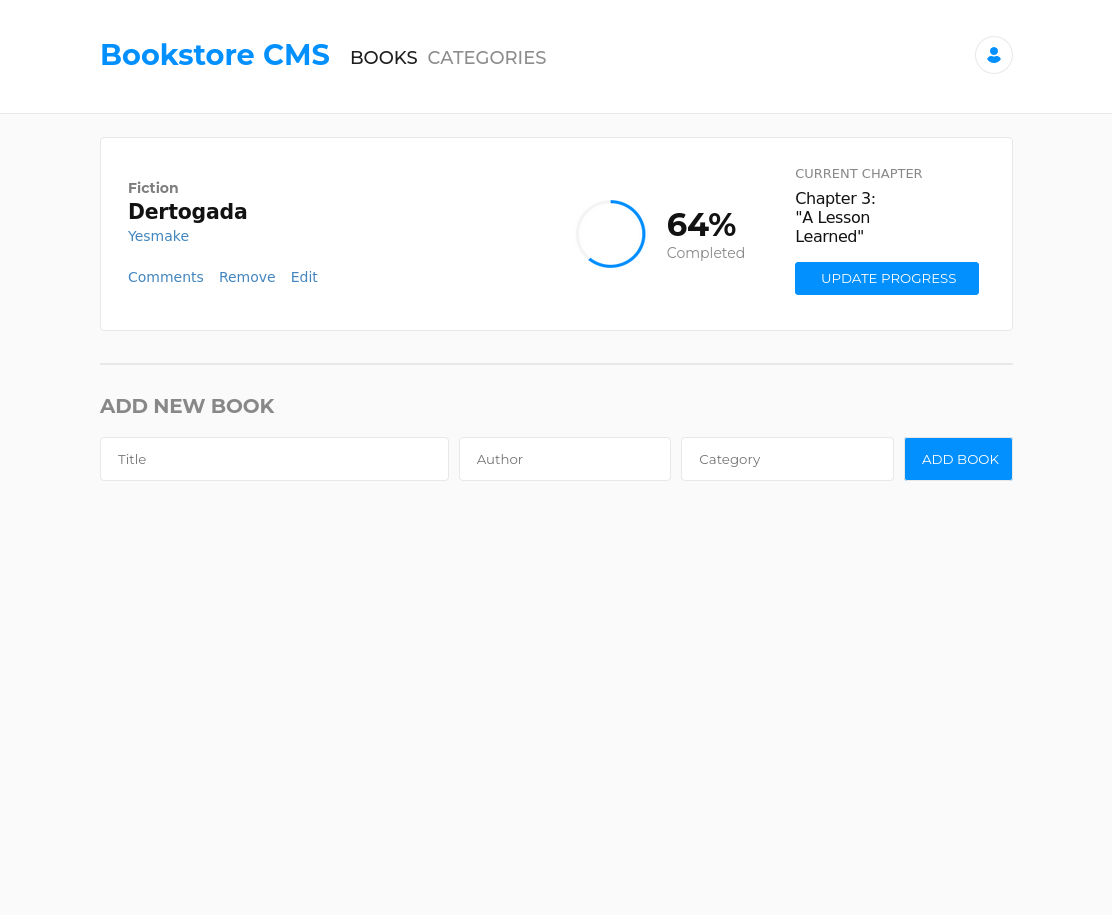 Bookstore CMS BOOKS CATEGORIES
Fiction
Dertogada
Yesmake
Comments Remove Edit
64%
Completed
CURRENT CHAPTER
Chapter 3:
"A Lesson
Learned"
UPDATE PROGRESS
ADD NEW BOOK
Title Author Category ADD BOOK